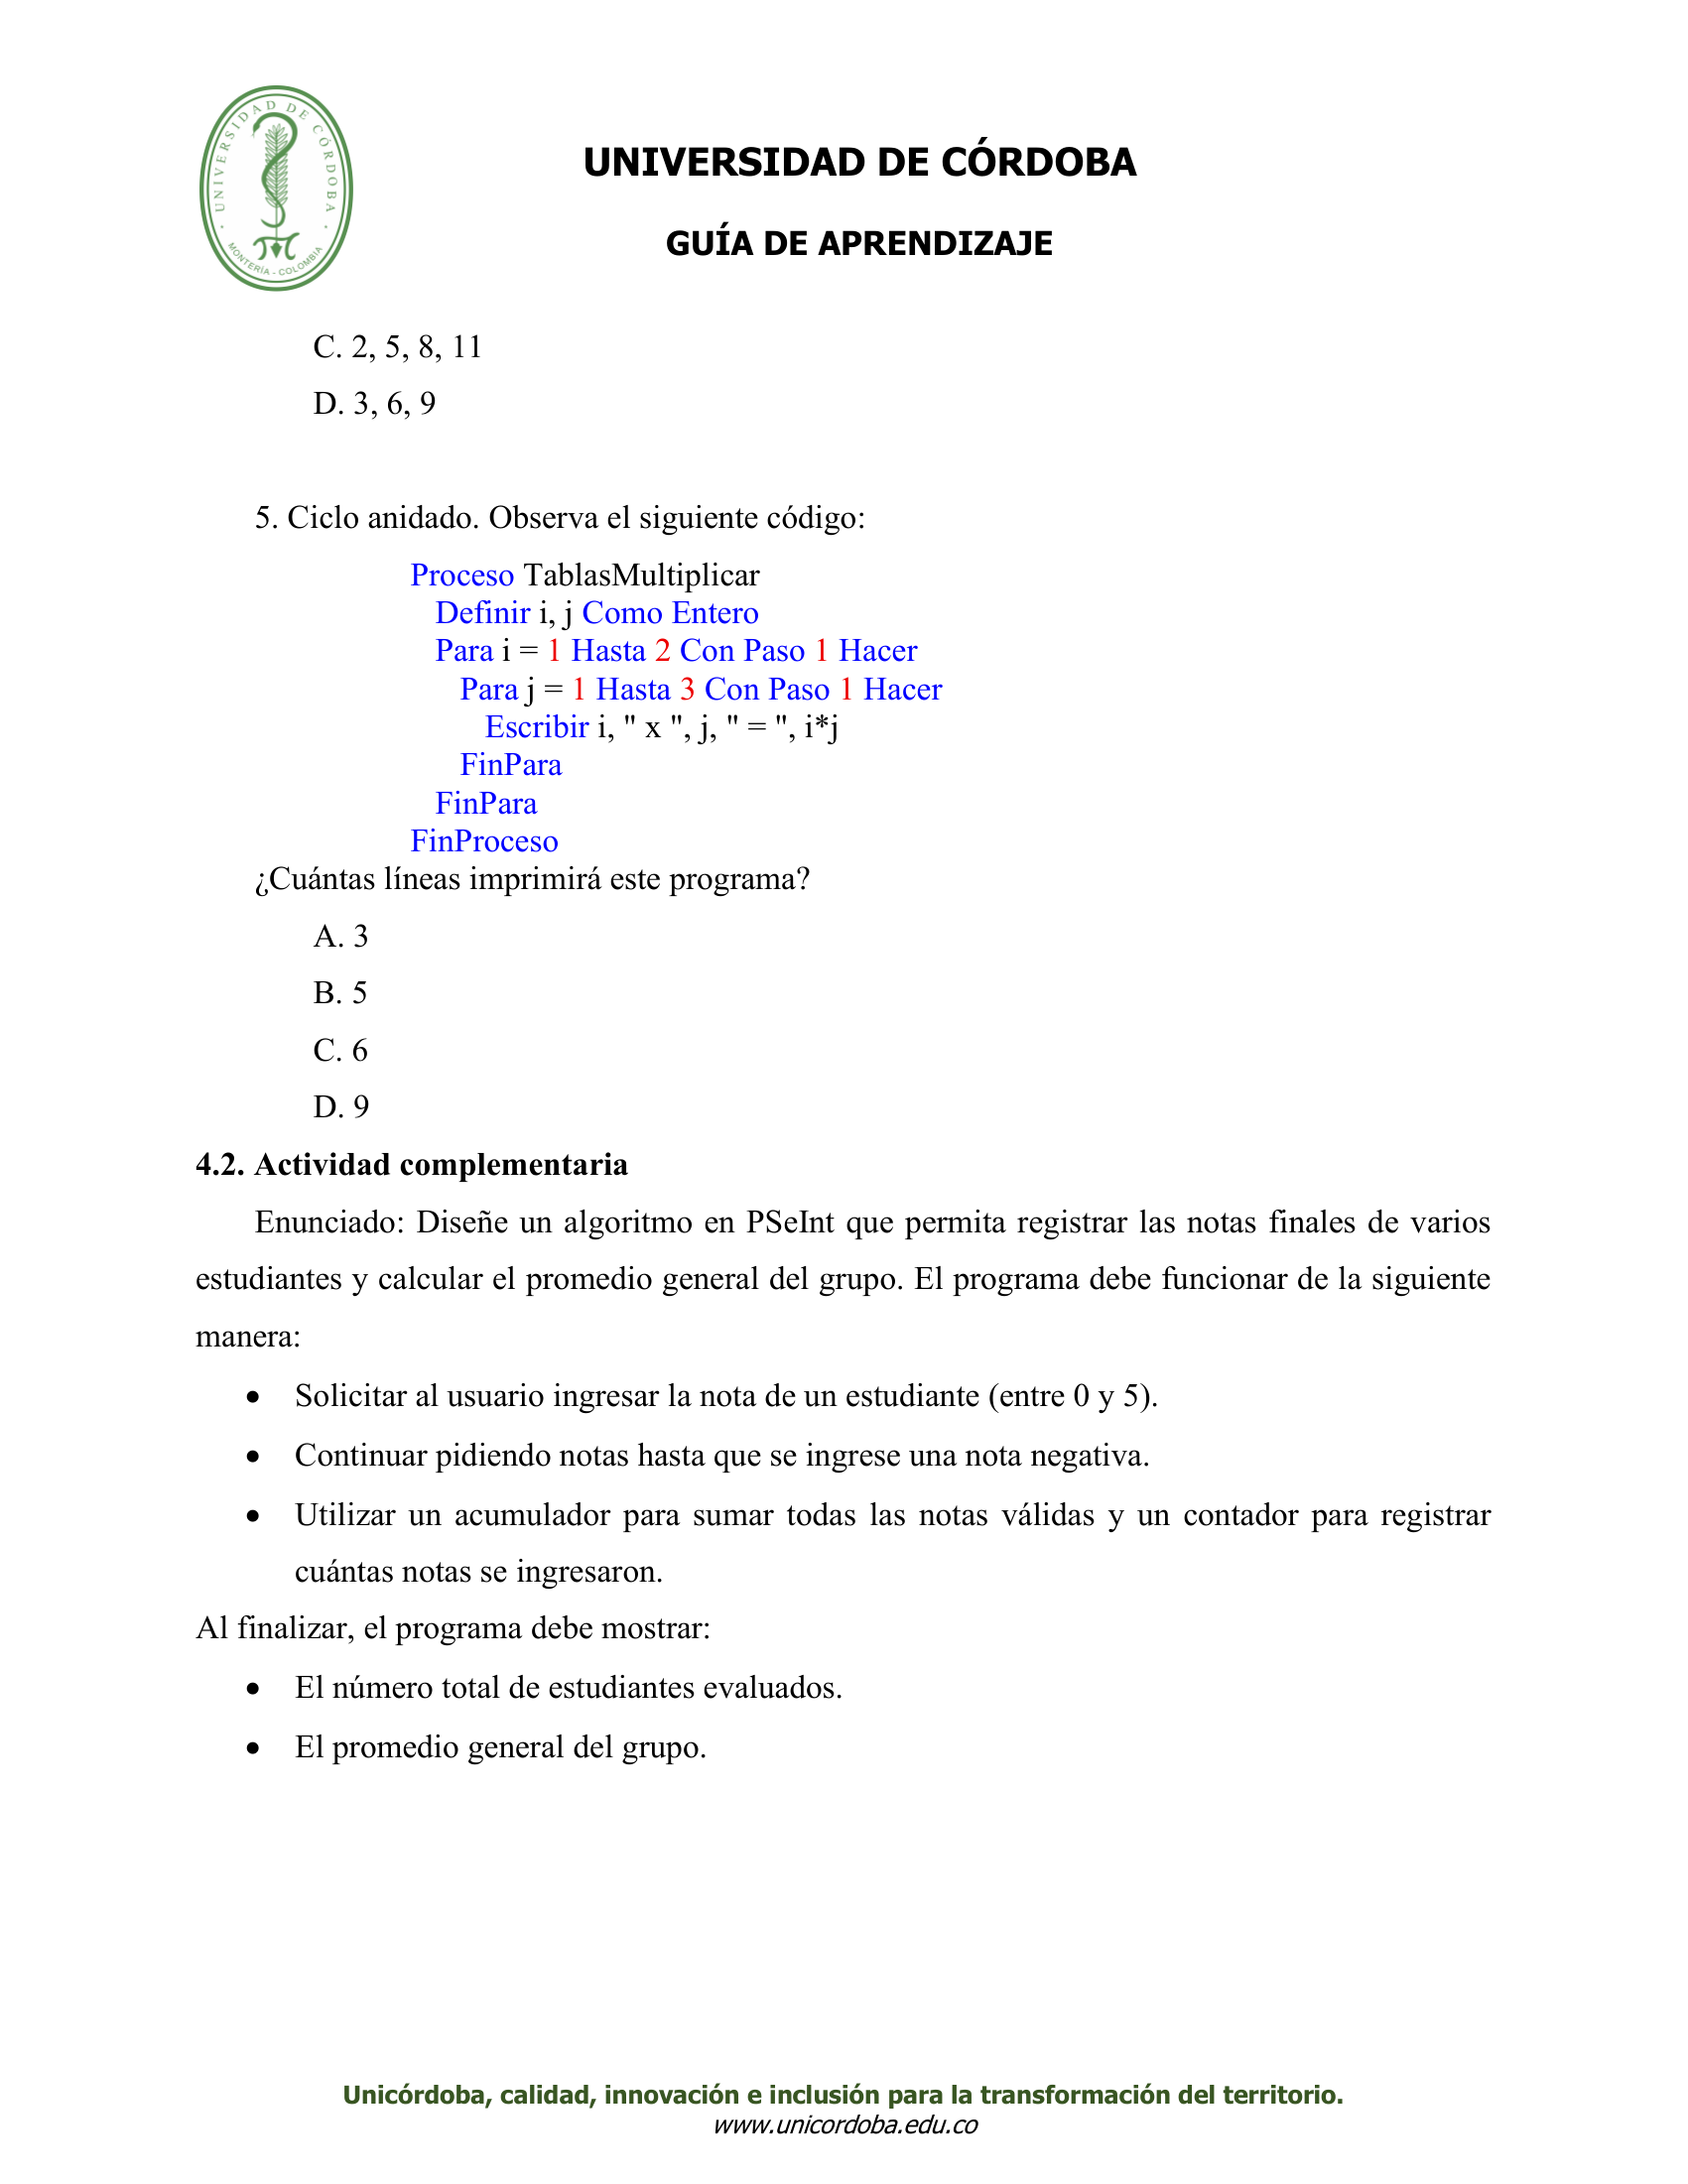 UNIVERSIDAD DE CÓRDOBA
MONTERÍA - COLOMBIA
UNIVERSIDAD DE CÓRDOBA
GUÍA DE APRENDIZAJE
C. 2, 5, 8, 11
D. 3, 6, 9
5. Ciclo anidado. Observa el siguiente código:
Proceso TablasMultiplicar
Definir i, j Como Entero
Para i = 1 Hasta 2 Con Paso 1 Hacer
Para j = 1 Hasta 3 Con Paso 1 Hacer
Escribir i, " x ", j, " = ", i*j
FinPara
FinPara
FinProceso
¿Cuántas líneas imprimirá este programa?
A. 3
B. 5
C. 6
D. 9
4.2. Actividad complementaria
Enunciado: Diseñe un algoritmo en PSeInt que permita registrar las notas finales de varios
estudiantes y calcular el promedio general del grupo. El programa debe funcionar de la siguiente
manera:
• Solicitar al usuario ingresar la nota de un estudiante (entre 0 y 5).
• Continuar pidiendo notas hasta que se ingrese una nota negativa.
• Utilizar un acumulador para sumar todas las notas válidas y un contador para registrar
cuántas notas se ingresaron.
Al finalizar, el programa debe mostrar:
• El número total de estudiantes evaluados.
• El promedio general del grupo.
Unicórdoba, calidad, innovación e inclusión para la transformación del territorio.
www.unicordoba.edu.co